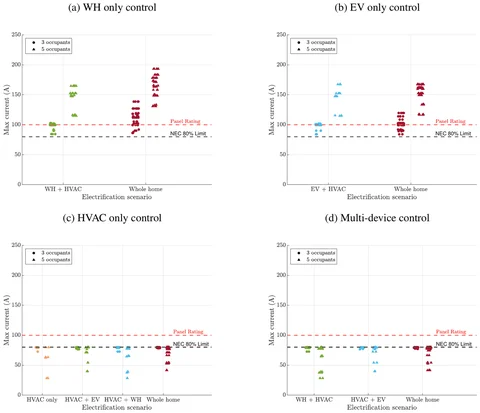 (a) WH only control
(b) EV only control
250
200
150
100
50
0
Max current (A)
3 occupants
5 occupants
Panel Rating
NEC 80% Limit
WH + HVAC
Whole home
Electrification scenario
250
200
150
100
50
0
Max current (A)
3 occupants
5 occupants
Panel Rating
NEC 80% Limit
EV + HVAC
Whole home
Electrification scenario
(c) HVAC only control
(d) Multi-device control
250
200
150
100
50
0
Max current (A)
3 occupants
5 occupants
Panel Rating
NEC 80% Limit
HVAC only
HVAC + EV
HVAC + WH
Whole home
Electrification scenario
250
200
150
100
50
0
Max current (A)
3 occupants
5 occupants
Panel Rating
NEC 80% Limit
WH + HVAC
HVAC + EV
Whole home
Electrification scenario